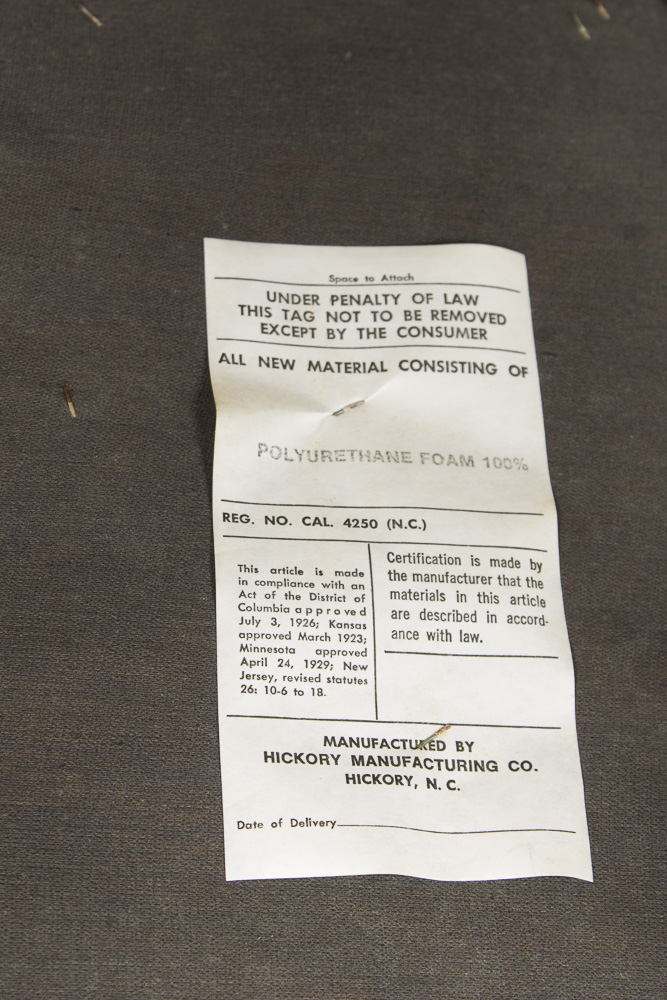 Space to Attach
UNDER PENALTY OF LAW
THIS TAG NOT TO BE REMOVED
EXCEPT BY THE CONSUMER
ALL NEW MATERIAL CONSISTING OF
POLYURETHANE FOAM 100%
REG. NO. CAL. 4250 (N.C.)
This article is made
in compliance with an
Act of the District of
Columbia approved
July 3, 1926; Kansas
approved March 1923;
Minnesota approved
April 24, 1929; New
Jersey, revised statutes
26: 10-6 to 18.
Certification is made by
the manufacturer that the
materials in this article
are described in accord-
ance with law.
MANUFACTURED BY
HICKORY MANUFACTURING CO.
HICKORY, N. C.
Date of Delivery